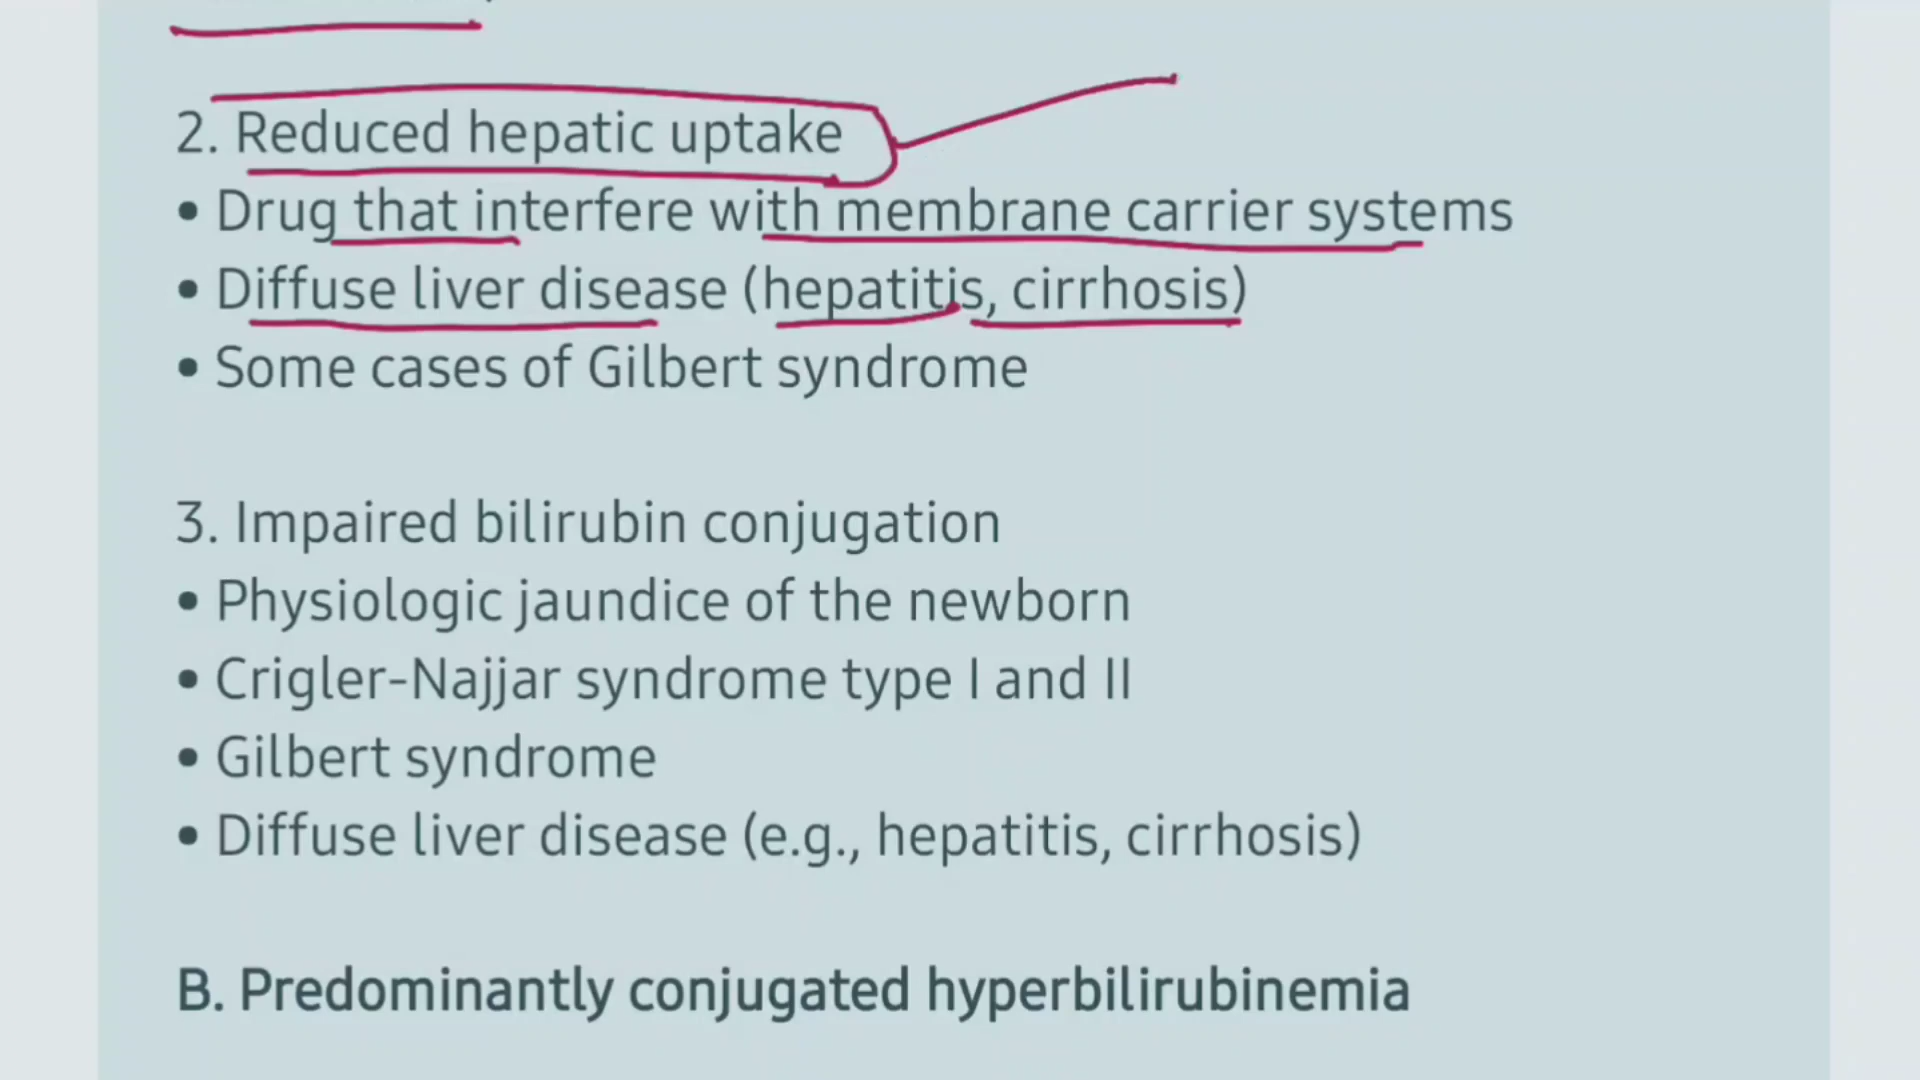 2. Reduced hepatic uptake
• Drug that interfere with membrane carrier systems
• Diffuse liver disease (hepatitis, cirrhosis)
• Some cases of Gilbert syndrome
3. Impaired bilirubin conjugation
• Physiologic jaundice of the newborn
• Crigler-Najjar syndrome type I and II
• Gilbert syndrome
• Diffuse liver disease (e.g., hepatitis, cirrhosis)
B. Predominantly conjugated hyperbilirubinemia